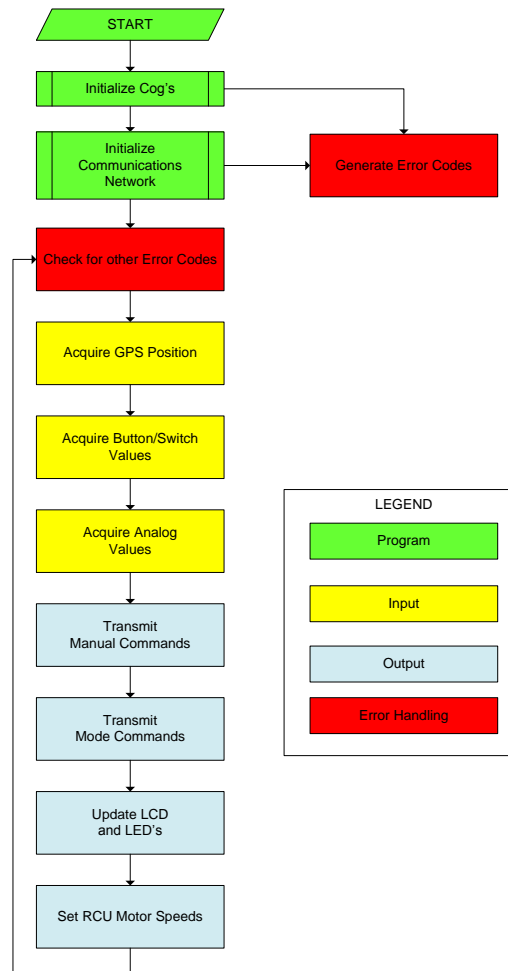 START
Initialize Cog's
Initialize
Communications
Network
Generate Error Codes
Check for other Error Codes
Acquire GPS Position
Acquire Button/Switch
Values
Acquire Analog
Values
Transmit
Manual Commands
Transmit
Mode Commands
Update LCD
and LED's
Set RCU Motor Speeds
LEGEND
Program
Input
Output
Error Handling